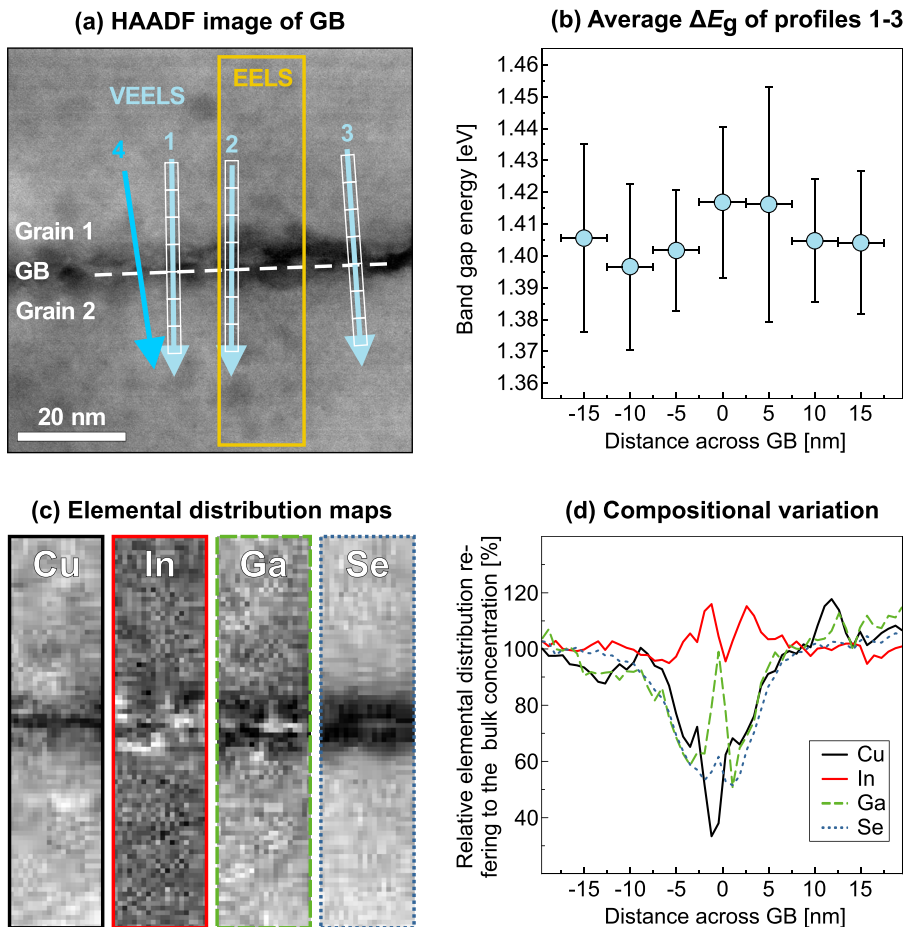 (a) HAADF image of GB
VEELS
EELS
4
1
2
3
Grain 1
GB
Grain 2
20 nm
(b) Average ΔEg of profiles 1-3
Band gap energy [eV]
1.46
1.45
1.44
1.43
1.42
1.41
1.40
1.39
1.38
1.37
1.36
-15 -10 -5 0 5 10 15
Distance across GB [nm]
(c) Elemental distribution maps
Cu
In
Ga
Se
(d) Compositional variation
Relative elemental distribution re-
fering to the bulk concentration [%]
120
100
80
60
40
Cu
In
Ga
Se
-15 -10 -5 0 5 10 15
Distance across GB [nm]